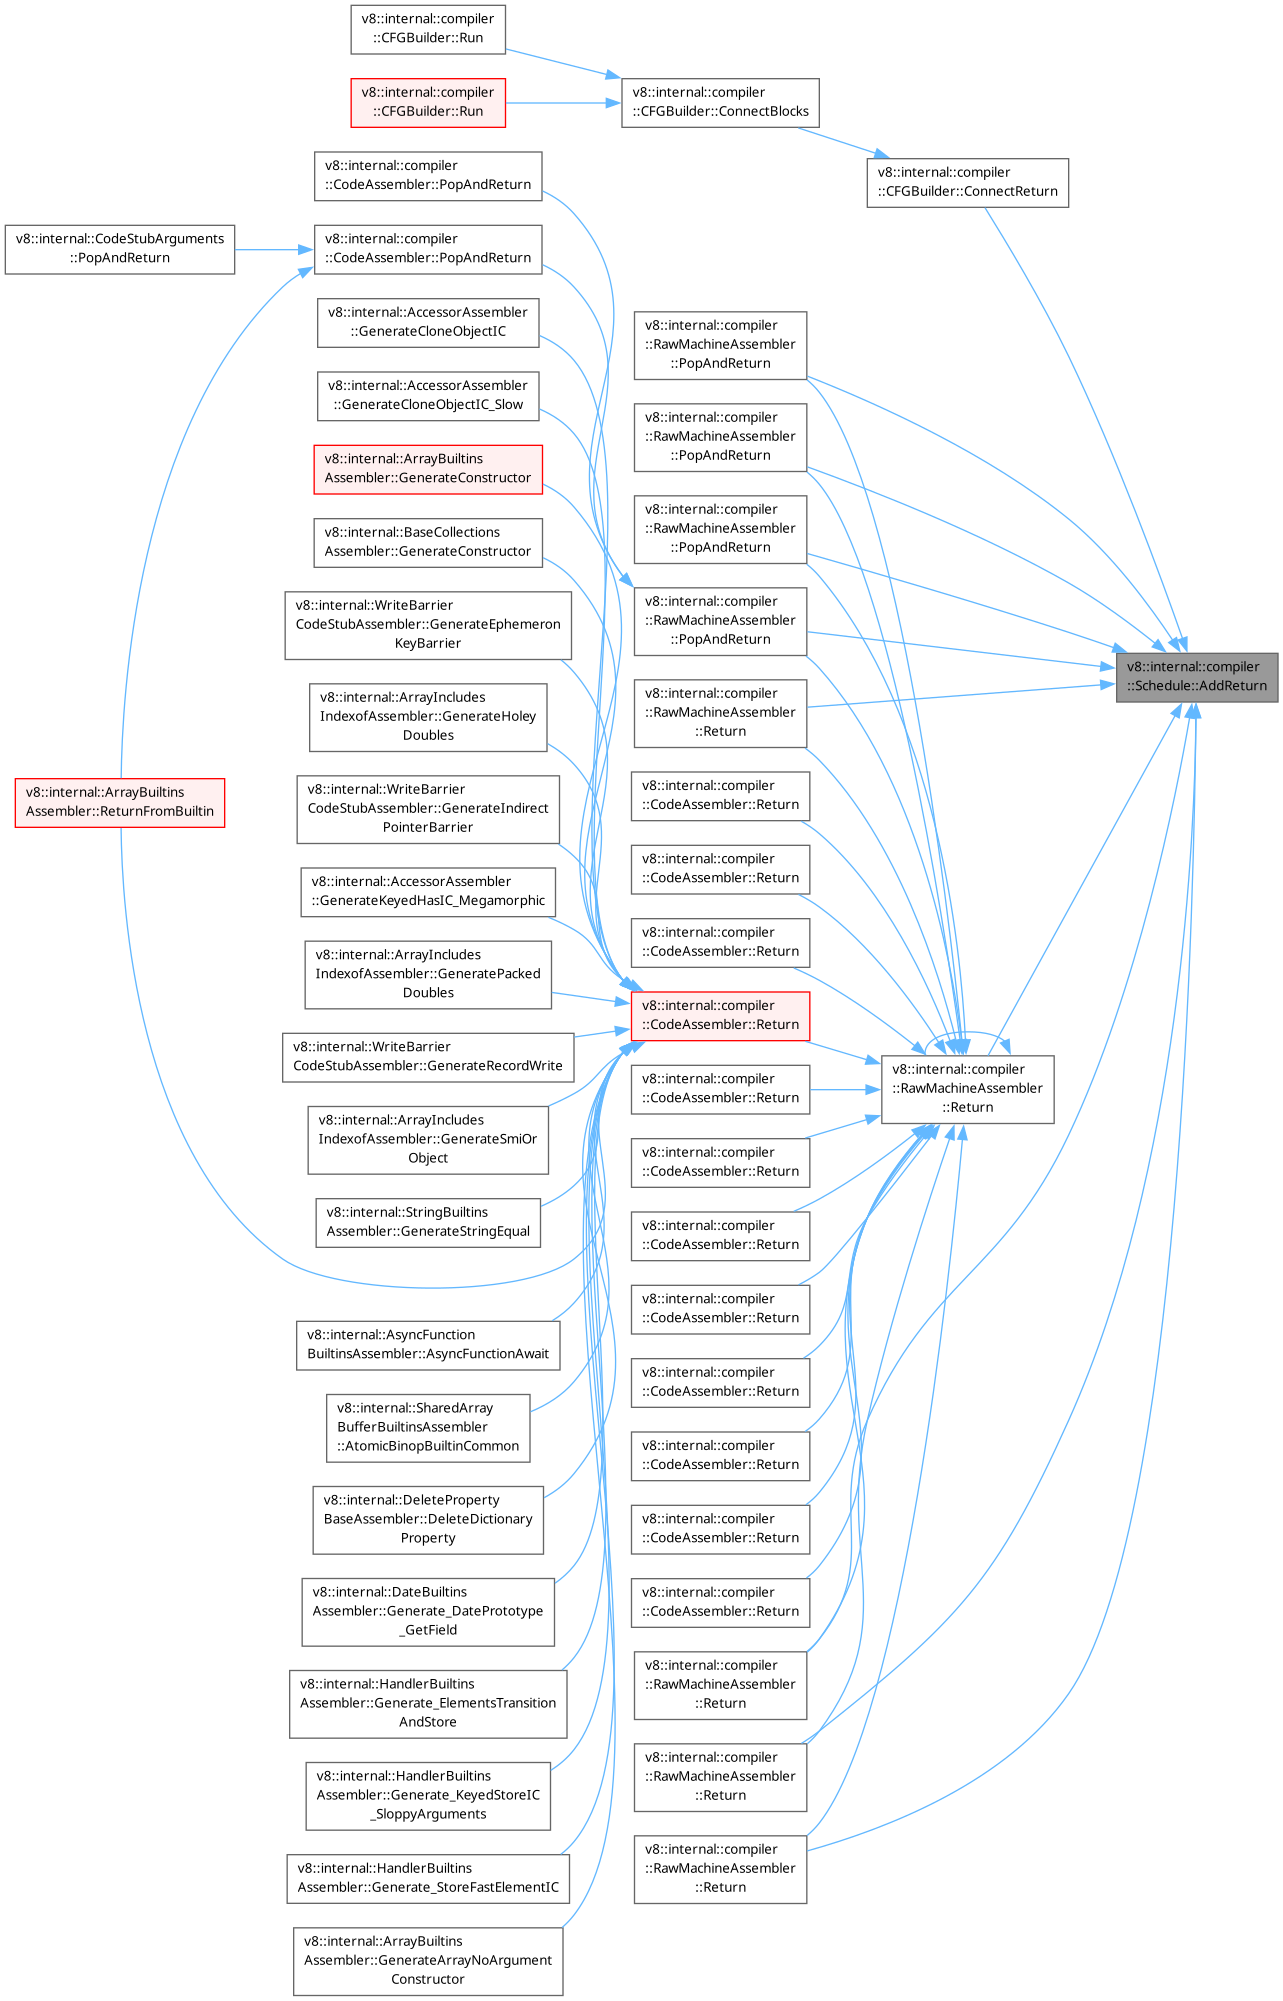 v8::internal::compiler
::CFGBuilder::Run
v8::internal::compiler
::CFGBuilder::Run
v8::internal::compiler
::CFGBuilder::ConnectBlocks
v8::internal::compiler
::CFGBuilder::ConnectReturn
v8::internal::compiler
::CodeAssembler::PopAndReturn
v8::internal::CodeStubArguments
::PopAndReturn
v8::internal::compiler
::CodeAssembler::PopAndReturn
v8::internal::AccessorAssembler
::GenerateCloneObjectIC
v8::internal::AccessorAssembler
::GenerateCloneObjectIC_Slow
v8::internal::ArrayBuiltins
Assembler::GenerateConstructor
v8::internal::BaseCollections
Assembler::GenerateConstructor
v8::internal::WriteBarrier
CodeStubAssembler::GenerateEphemeron
KeyBarrier
v8::internal::ArrayIncludes
IndexofAssembler::GenerateHoley
Doubles
v8::internal::ArrayBuiltins
Assembler::ReturnFromBuiltin
v8::internal::WriteBarrier
CodeStubAssembler::GenerateIndirect
PointerBarrier
v8::internal::AccessorAssembler
::GenerateKeyedHasIC_Megamorphic
v8::internal::ArrayIncludes
IndexofAssembler::GeneratePacked
Doubles
v8::internal::WriteBarrier
CodeStubAssembler::GenerateRecordWrite
v8::internal::ArrayIncludes
IndexofAssembler::GenerateSmiOr
Object
v8::internal::StringBuiltins
Assembler::GenerateStringEqual
v8::internal::AsyncFunction
BuiltinsAssembler::AsyncFunctionAwait
v8::internal::SharedArray
BufferBuiltinsAssembler
::AtomicBinopBuiltinCommon
v8::internal::DeleteProperty
BaseAssembler::DeleteDictionary
Property
v8::internal::DateBuiltins
Assembler::Generate_DatePrototype
_GetField
v8::internal::HandlerBuiltins
Assembler::Generate_ElementsTransition
AndStore
v8::internal::HandlerBuiltins
Assembler::Generate_KeyedStoreIC
_SloppyArguments
v8::internal::HandlerBuiltins
Assembler::Generate_StoreFastElementIC
v8::internal::ArrayBuiltins
Assembler::GenerateArrayNoArgument
Constructor
v8::internal::compiler
::RawMachineAssembler
::PopAndReturn
v8::internal::compiler
::RawMachineAssembler
::PopAndReturn
v8::internal::compiler
::RawMachineAssembler
::PopAndReturn
v8::internal::compiler
::RawMachineAssembler
::PopAndReturn
v8::internal::compiler
::RawMachineAssembler
::Return
v8::internal::compiler
::CodeAssembler::Return
v8::internal::compiler
::CodeAssembler::Return
v8::internal::compiler
::CodeAssembler::Return
v8::internal::compiler
::CodeAssembler::Return
v8::internal::compiler
::CodeAssembler::Return
v8::internal::compiler
::CodeAssembler::Return
v8::internal::compiler
::CodeAssembler::Return
v8::internal::compiler
::CodeAssembler::Return
v8::internal::compiler
::CodeAssembler::Return
v8::internal::compiler
::CodeAssembler::Return
v8::internal::compiler
::CodeAssembler::Return
v8::internal::compiler
::CodeAssembler::Return
v8::internal::compiler
::RawMachineAssembler
::Return
v8::internal::compiler
::RawMachineAssembler
::Return
v8::internal::compiler
::RawMachineAssembler
::Return
v8::internal::compiler
::RawMachineAssembler
::Return
v8::internal::compiler
::Schedule::AddReturn